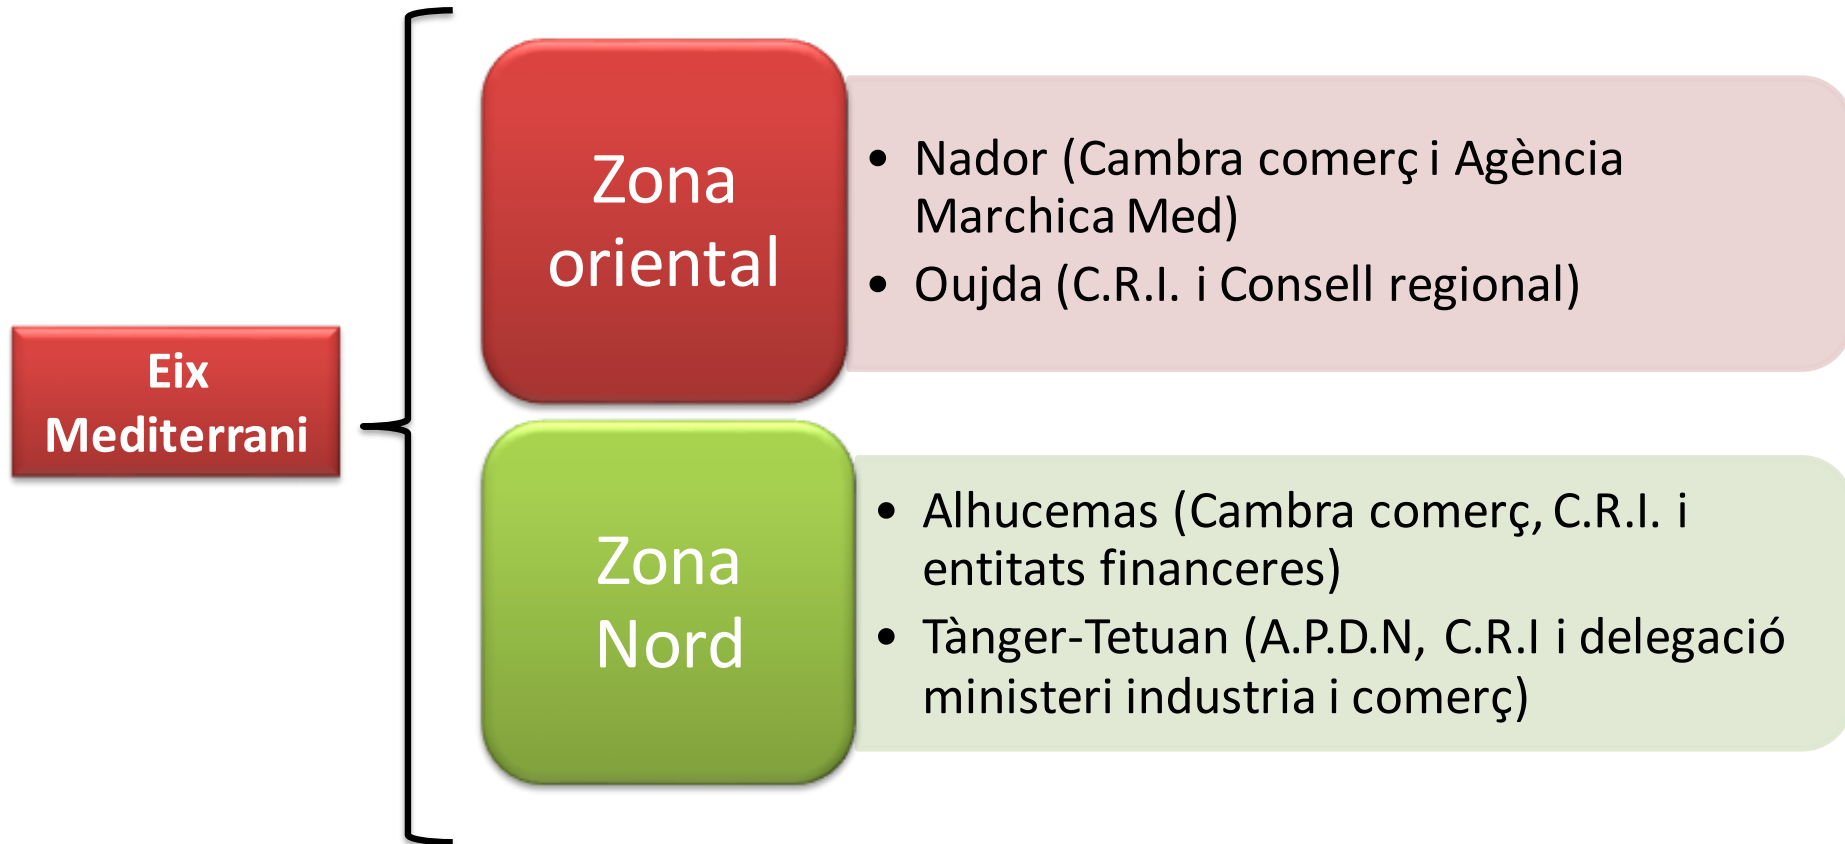 Eix
Mediterrani
Zona
oriental
• Nador (Cambra comerç i Agència
Marchica Med)
• Oujda (C.R.I. i Consell regional)
Zona
Nord
• Alhucemas (Cambra comerç, C.R.I. i
entitats financeres)
• Tànger-Tetuan (A.P.D.N, C.R.I i delegació
ministeri industria i comerç)